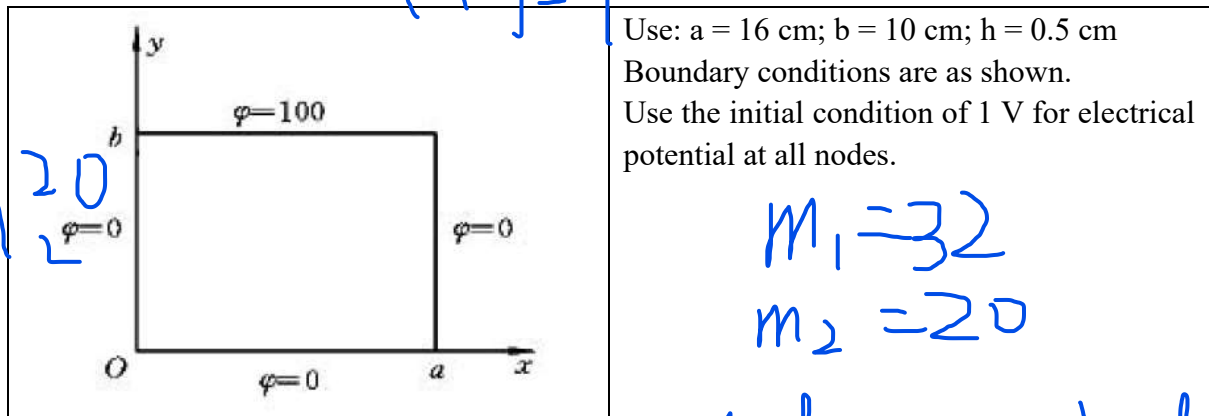 y
φ=100
b
20
φ=0
2
φ=0
O
φ=0
a
x
Use: a = 16 cm; b = 10 cm; h = 0.5 cm
Boundary conditions are as shown.
Use the initial condition of 1 V for electrical
potential at all nodes.
m₁=32
m₂=20